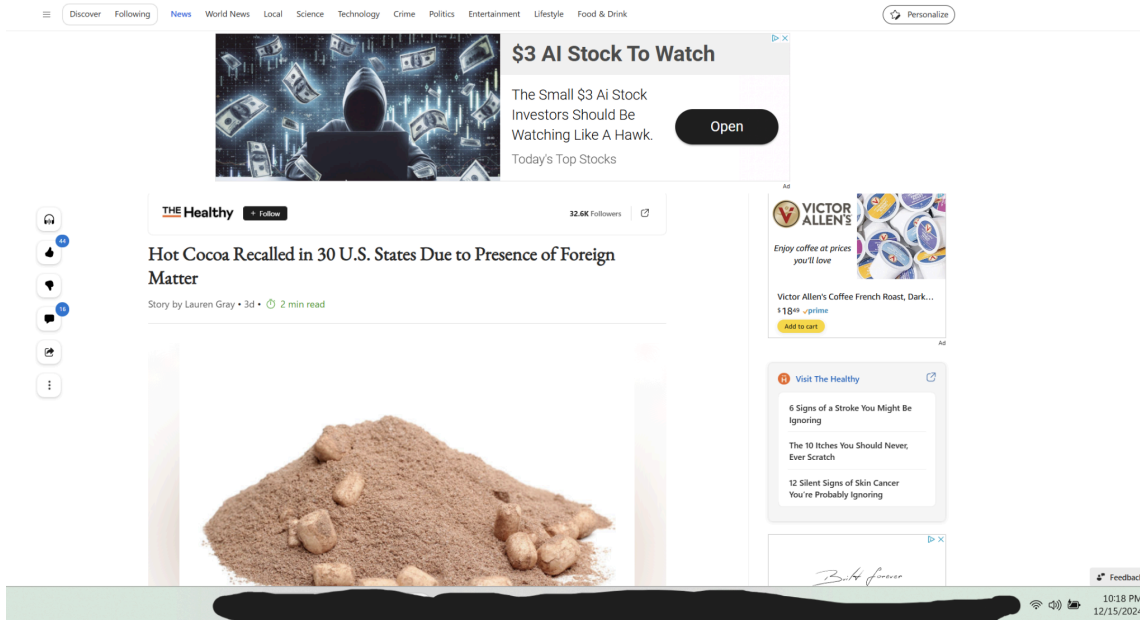 Discover Following News World News Local Science Technology Crime Politics Entertainment Lifestyle Food & Drink Personalize
$3 AI Stock To Watch
The Small $3 Ai Stock
Investors Should Be
Watching Like A Hawk.
Today's Top Stocks
Open
Ad
THE Healthy + Follow 32.6K Followers
44
16
Hot Cocoa Recalled in 30 U.S. States Due to Presence of Foreign
Matter
Story by Lauren Gray • 3d • 2 min read
VICTOR
ALLEN'S
Enjoy coffee at prices
you'll love
Victor Allen's Coffee French Roast, Dark...
$1849 prime
Add to cart
Ad
Visit The Healthy
6 Signs of a Stroke You Might Be
Ignoring
The 10 Itches You Should Never,
Ever Scratch
12 Silent Signs of Skin Cancer
You're Probably Ignoring
Built forever
Feedback
10:18 PM
12/15/2024